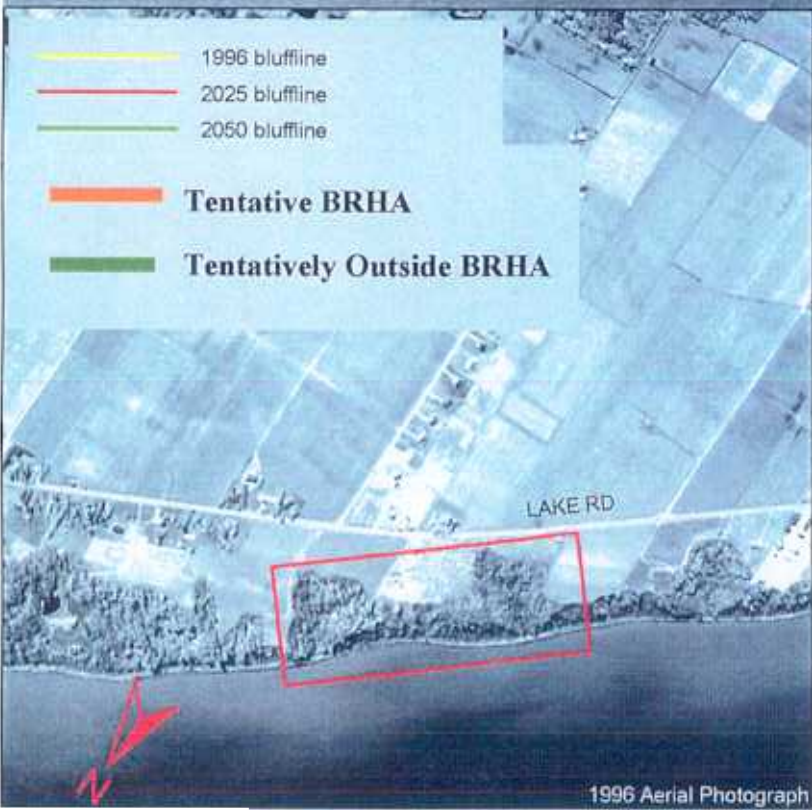 1996 bluffline
2025 bluffline
2050 bluffline
Tentative BRHA
Tentatively Outside BRHA
LAKE RD
N
1996 Aerial Photograph